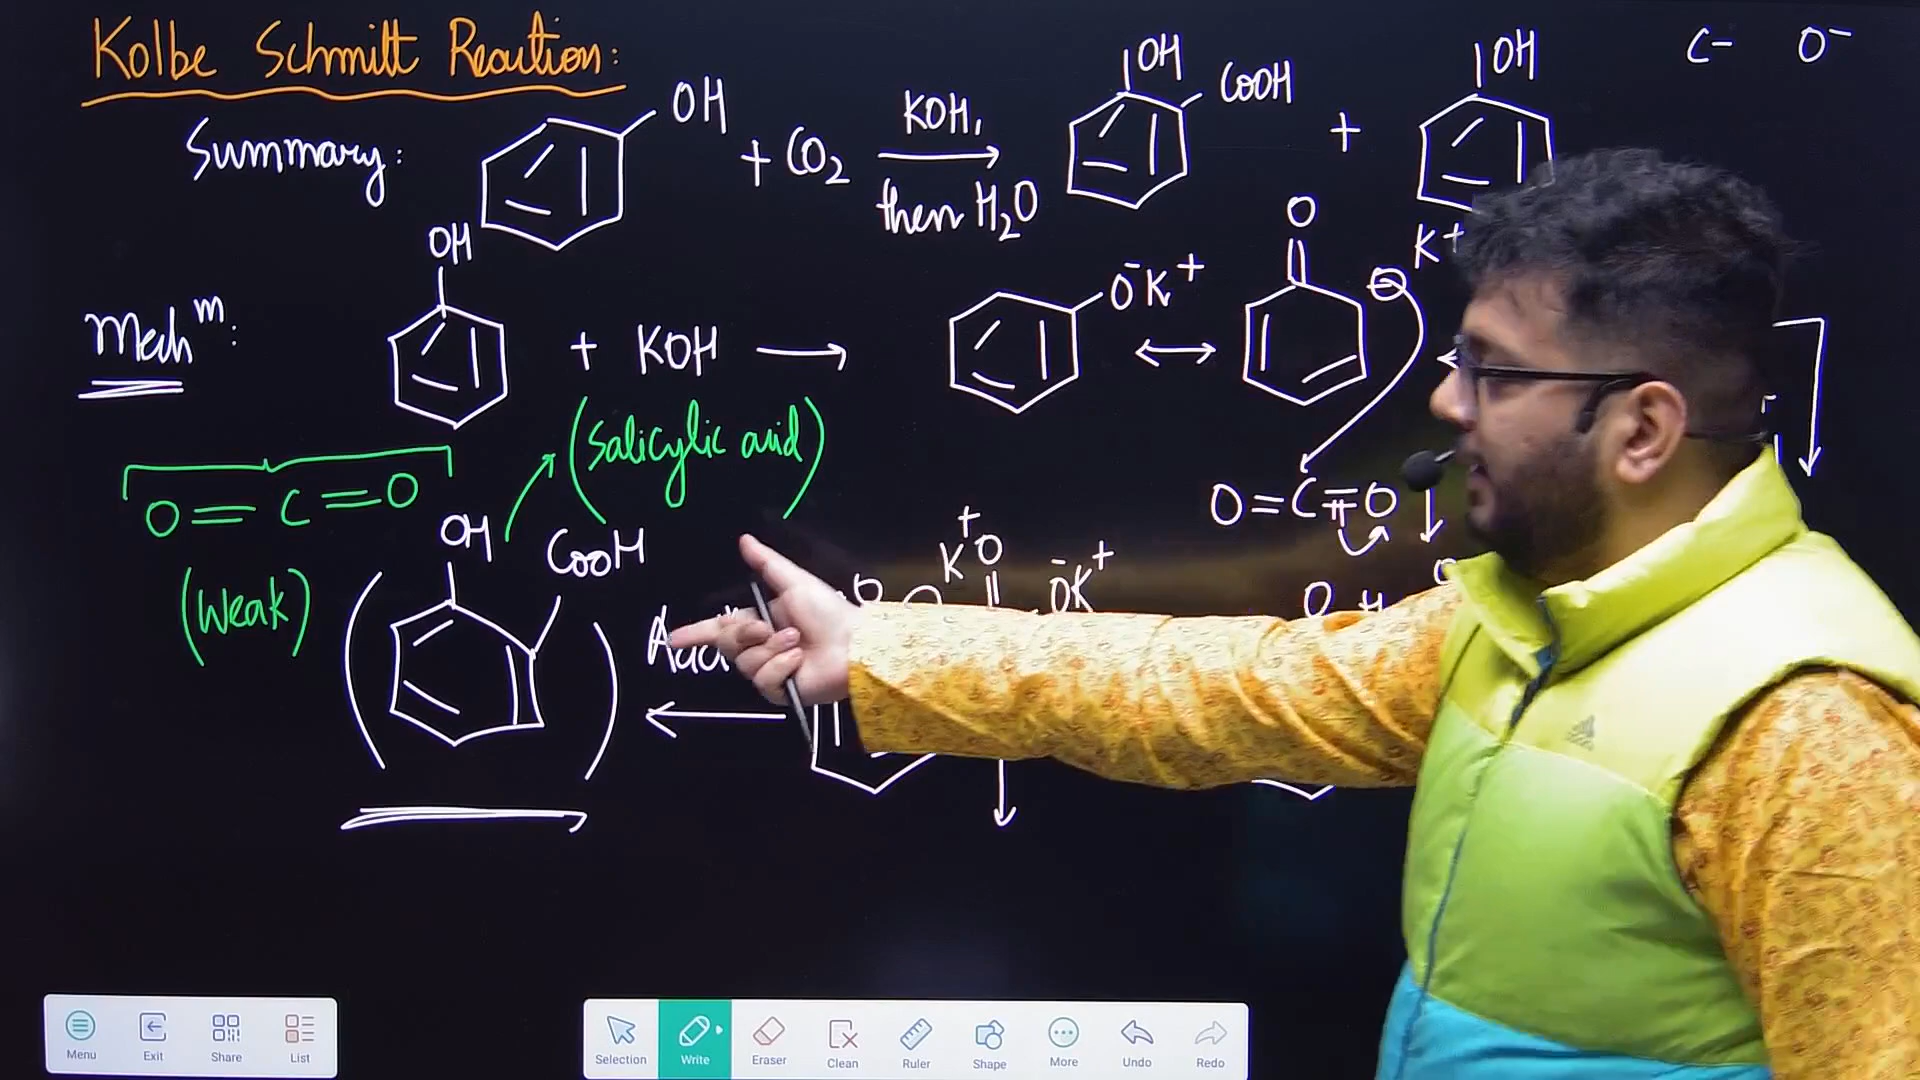 Kolbe Schmitt Reaction:
C- O-
Summary:
OH
+ CO2
KOH,
then H2O
OH
COOH
+
OH
Mech m:
OH
+ KOH
O-K+
O
⊖
K+
(Salicylic acid)
O=C=O
(Weak)
O=C=O
OH
COOH
K+
O
O-K+
O H
Menu
Exit
Share
List
Selection
Write
Eraser
Clean
Ruler
Shape
More
Undo
Redo